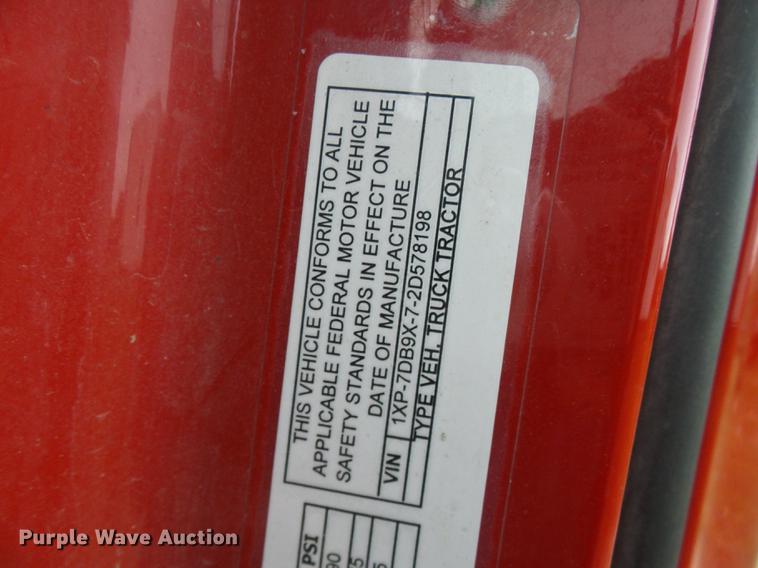 THIS VEHICLE CONFORMS TO ALL
APPLICABLE FEDERAL MOTOR VEHICLE
SAFETY STANDARDS IN EFFECT ON THE
DATE OF MANUFACTURE
VIN 1XP-7DB9X-7-2D578198
TYPE VEH. TRUCK TRACTOR
PSI
90
Purple Wave Auction